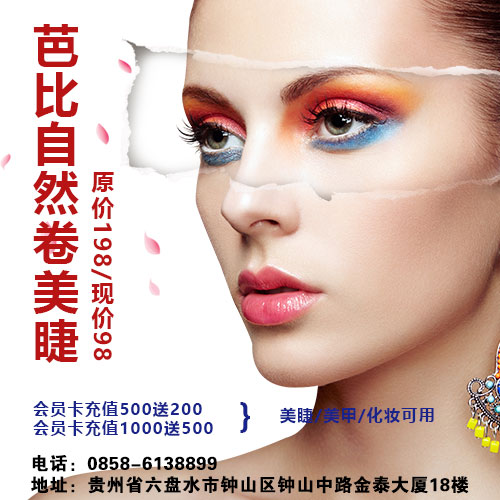 芭比自然卷美睫
原价198/现价98
会员卡充值500送200
会员卡充值1000送500
} 美睫/美甲/化妆可用
电话：0858-6138899
地址：贵州省六盘水市钟山区钟山中路金泰大厦18楼